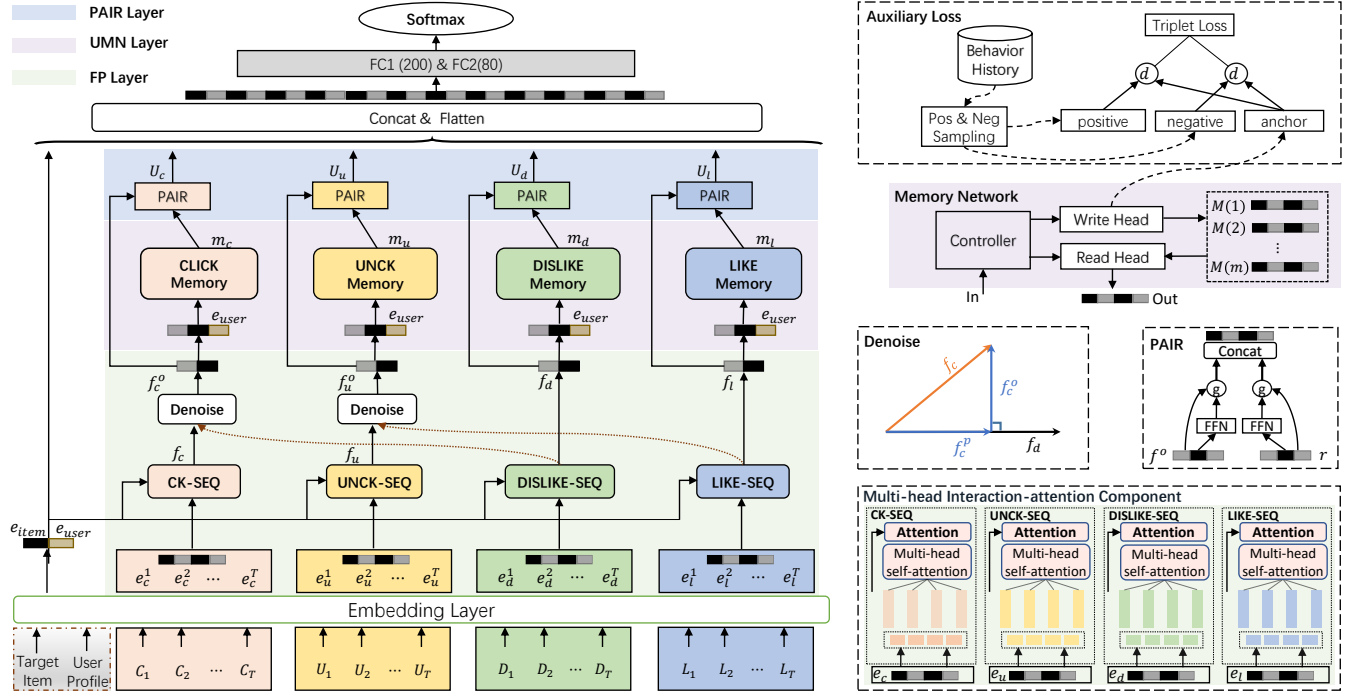 PAIR Layer
UMN Layer
FP Layer
Softmax
FC1 (200) & FC2(80)
Concat & Flatten
U_c U_u U_d U_l
PAIR PAIR PAIR PAIR
m_c m_u m_d m_l
CLICK Memory
UNCK Memory
DISLIKE Memory
LIKE Memory
e_user e_user e_user e_user
f_c^o f_u^o f_d f_l
Denoise Denoise
f_c f_u
CK-SEQ UNCK-SEQ DISLIKE-SEQ LIKE-SEQ
e_item e_user
e_c^1 e_c^2 ⋯ e_c^T
e_u^1 e_u^2 ⋯ e_u^T
e_d^1 e_d^2 ⋯ e_d^T
e_l^1 e_l^2 ⋯ e_l^T
Embedding Layer
Target Item
User Profile
C_1 C_2 ⋯ C_T
U_1 U_2 ⋯ U_T
D_1 D_2 ⋯ D_T
L_1 L_2 ⋯ L_T
Auxiliary Loss
Triplet Loss
Behavior
History
d d
Pos & Neg
Sampling
positive negative anchor
Memory Network
Controller
Write Head
Read Head
M(1)
M(2)
⋮
M(m)
In
Out
Denoise
f_c
f_c^o
f_c^p
f_d
PAIR
Concat
g g
FFN FFN
f^o r
Multi-head Interaction-attention Component
CK-SEQ UNCK-SEQ DISLIKE-SEQ LIKE-SEQ
Attention Attention Attention Attention
Multi-head Multi-head Multi-head Multi-head
self-attention self-attention self-attention self-attention
e_c e_u e_d e_l